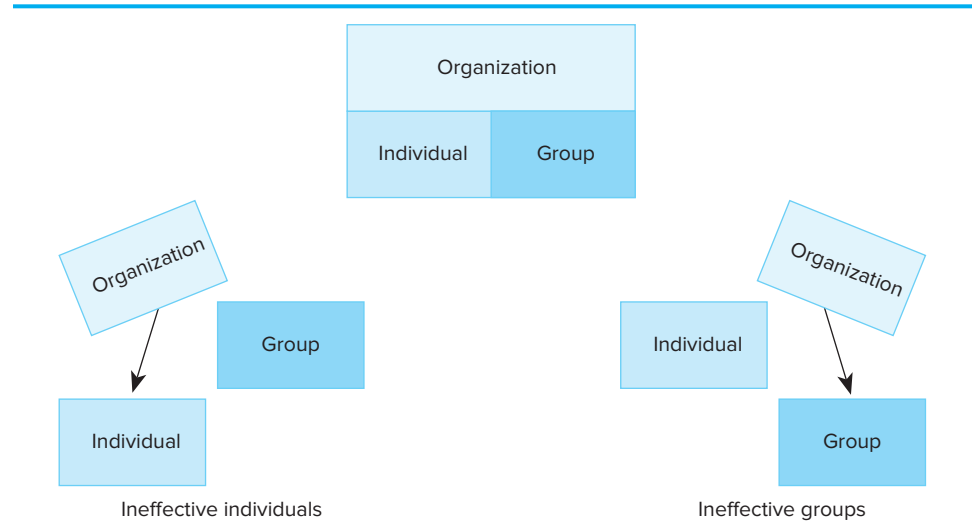 Organization
Individual
Group
Organization
Group
Individual
Ineffective individuals
Organization
Individual
Group
Ineffective groups